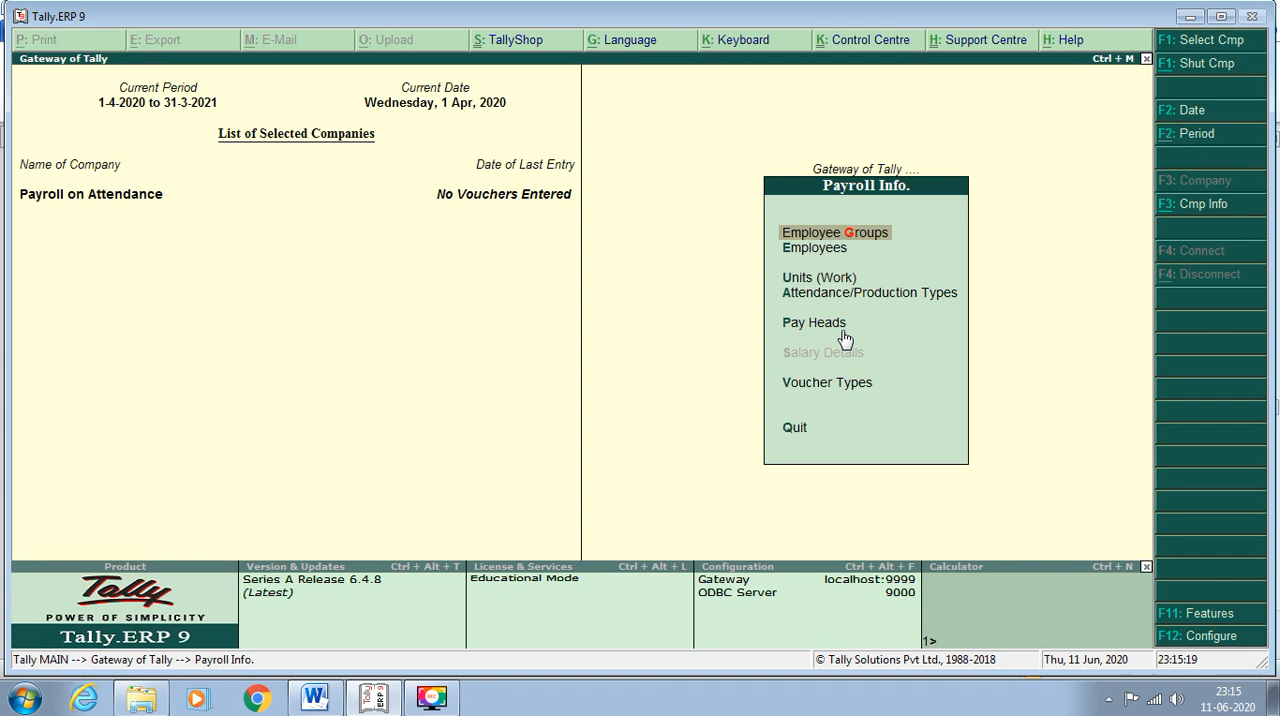 Tally.ERP 9
P: Print
E: Export
M: E-Mail
O: Upload
S: TallyShop
G: Language
K: Keyboard
K: Control Centre
H: Support Centre
H: Help
F1: Select Cmp
Gateway of Tally
Ctrl + M
F1: Shut Cmp
Current Period
Current Date
1-4-2020 to 31-3-2021
Wednesday, 1 Apr, 2020
F2: Date
List of Selected Companies
F2: Period
Name of Company
Date of Last Entry
Payroll on Attendance
No Vouchers Entered
F3: Company
F3: Cmp Info
F4: Connect
F4: Disconnect
Gateway of Tally ....
Payroll Info.
Employee Groups
Employees
Units (Work)
Attendance/Production Types
Pay Heads
Salary Details
Voucher Types
Quit
Product
Tally
POWER OF SIMPLICITY
Tally.ERP 9
Version & Updates Ctrl + Alt + T
Series A Release 6.4.8
(Latest)
License & Services Ctrl + Alt + L
Educational Mode
Configuration Ctrl + Alt + F
Gateway localhost:9999
ODBC Server 9000
Calculator Ctrl + N
1>
F11: Features
F12: Configure
Tally MAIN --> Gateway of Tally --> Payroll Info.
© Tally Solutions Pvt Ltd., 1988-2018
Thu, 11 Jun, 2020
23:15:19
W
Tally
ERP 9
23:15
11-06-2020